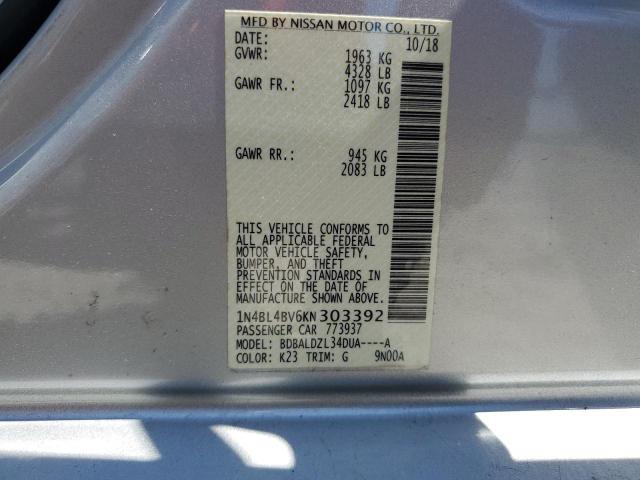 MFD BY NISSAN MOTOR CO., LTD.
DATE: 10/18
GVWR: 1963 KG
4328 LB
GAWR FR.: 1097 KG
2418 LB
GAWR RR.: 945 KG
2083 LB
THIS VEHICLE CONFORMS TO
ALL APPLICABLE FEDERAL
MOTOR VEHICLE SAFETY,
BUMPER, AND THEFT
PREVENTION STANDARDS IN
EFFECT ON THE DATE OF
MANUFACTURE SHOWN ABOVE.
1N4BL4BV6KN303392
PASSENGER CAR 773937
MODEL: BDBALDZL34DUA----A
COLOR: K23 TRIM: G 9N00A